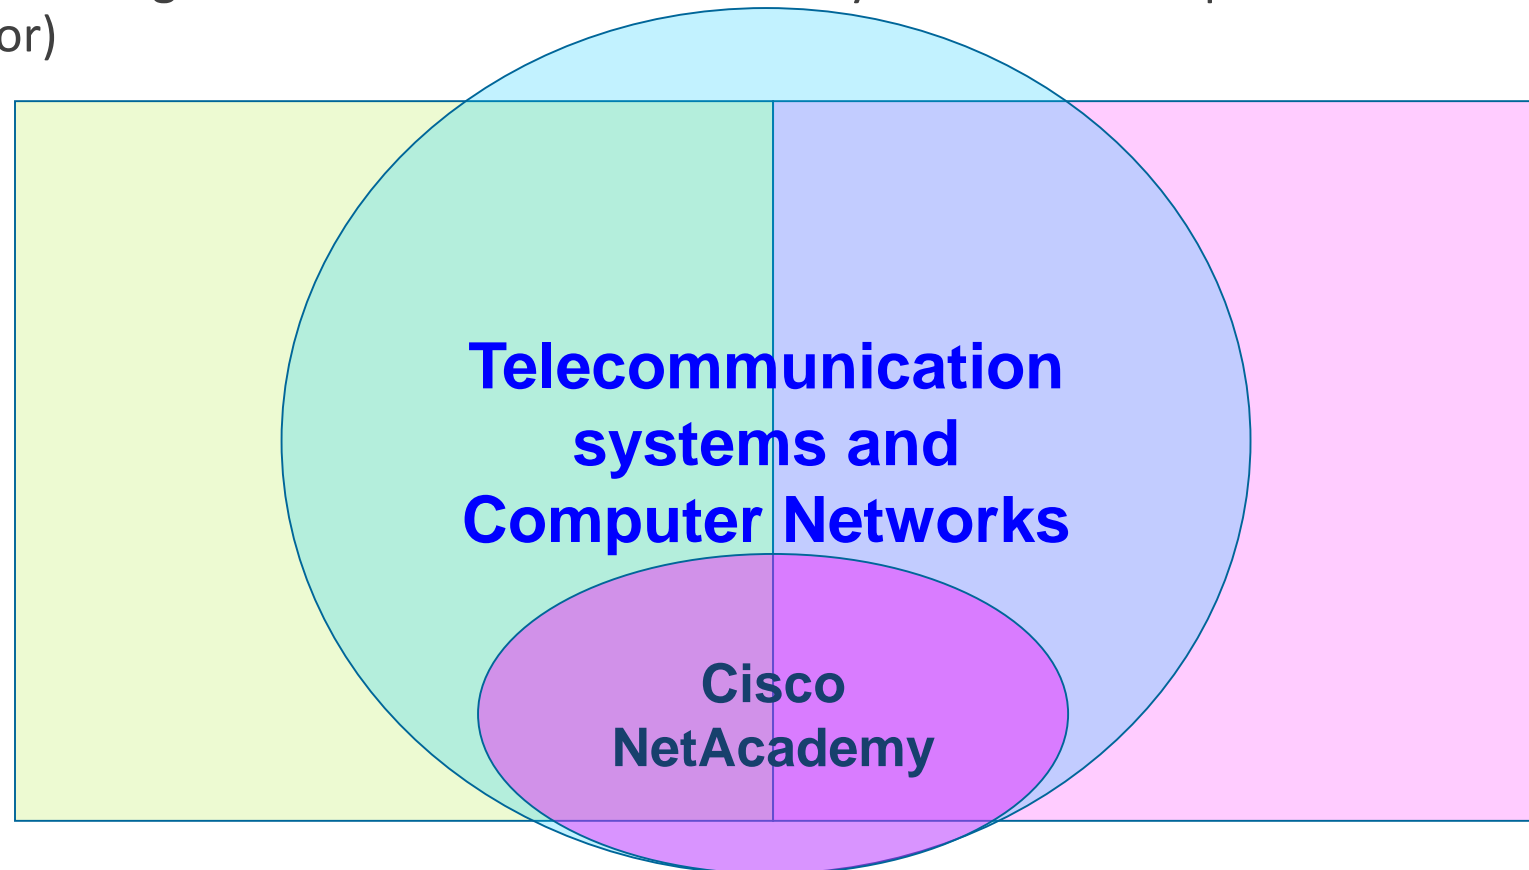 or)
Telecommunication
systems and
Computer Networks
Cisco
NetAcademy